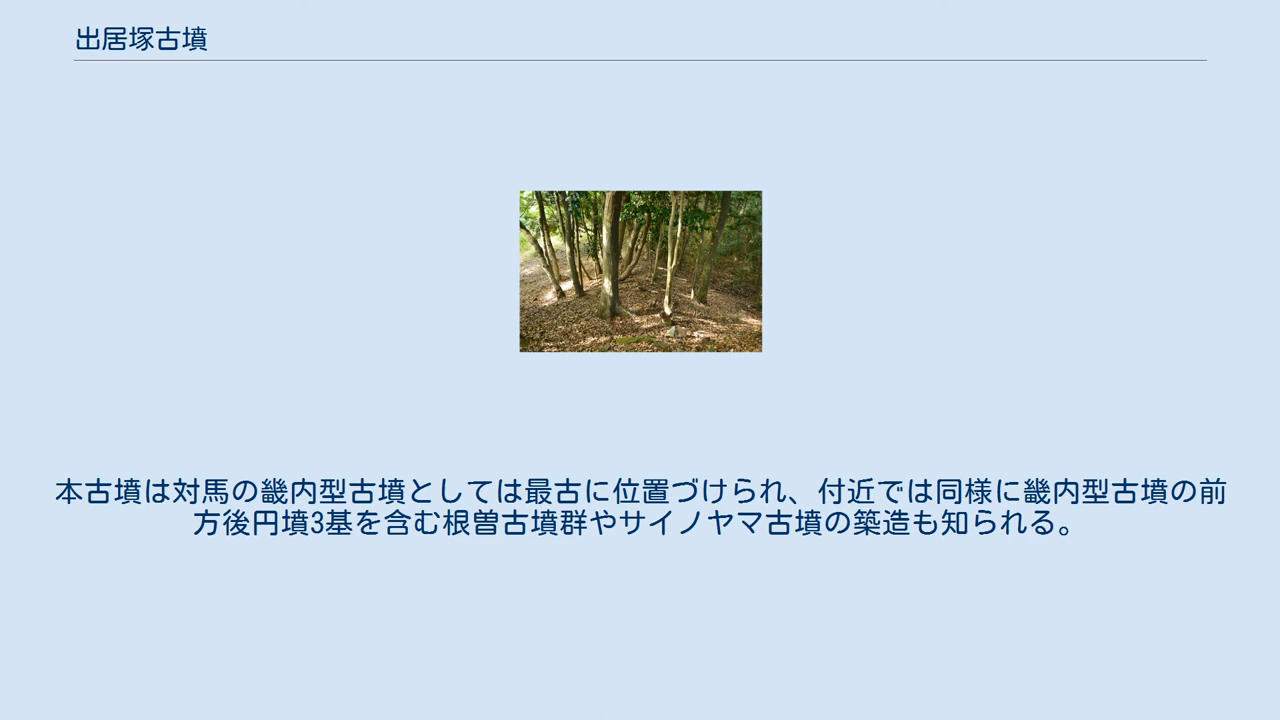 出居塚古墳
本古墳は対馬の畿内型古墳としては最古に位置づけられ、付近では同様に畿内型古墳の前
方後円墳3基を含む根曽古墳群やサイノヤマ古墳の築造も知られる。